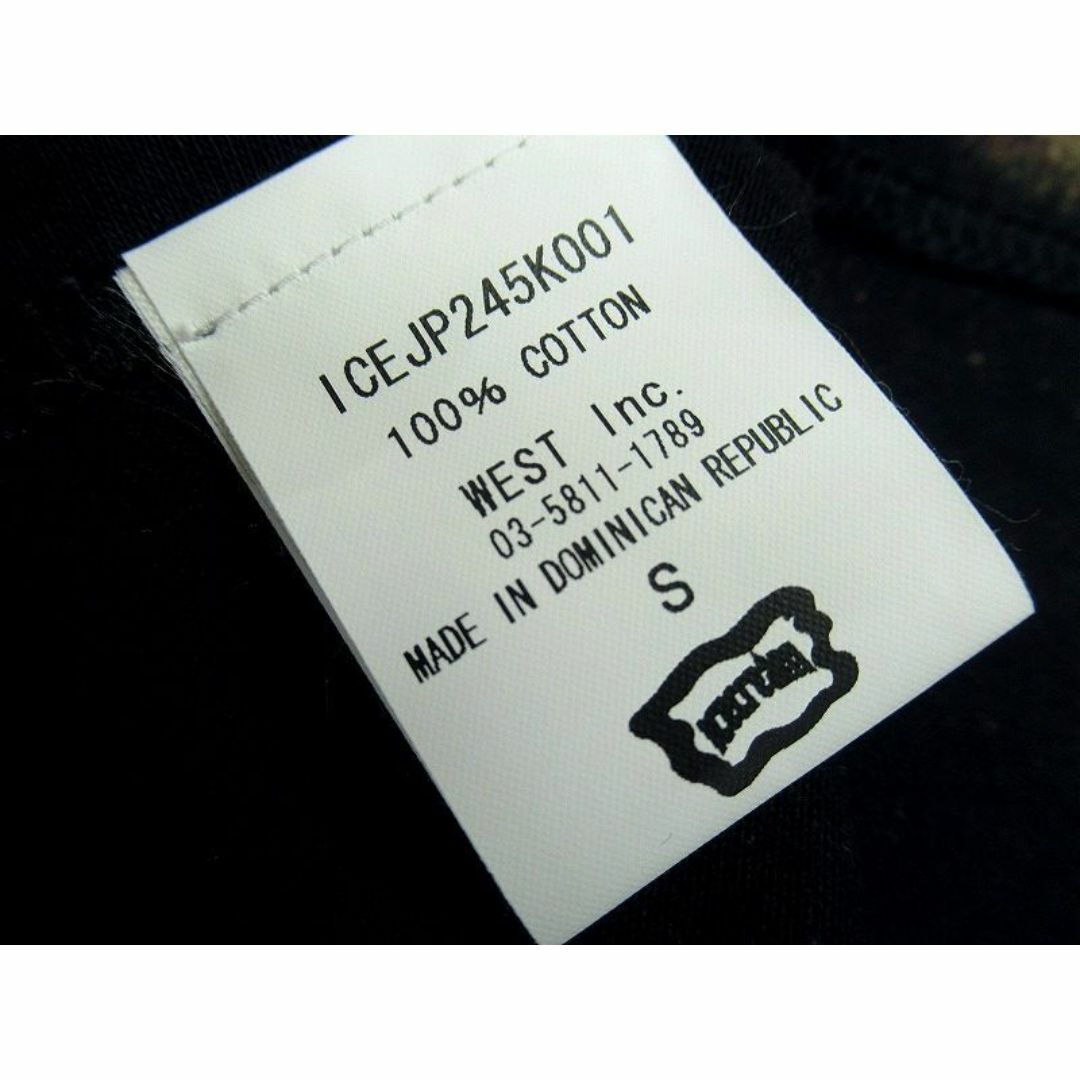 ICEJP245K001
100% COTTON
WEST Inc.
03-5811-1789
MADE IN DOMINICAN REPUBLIC
S